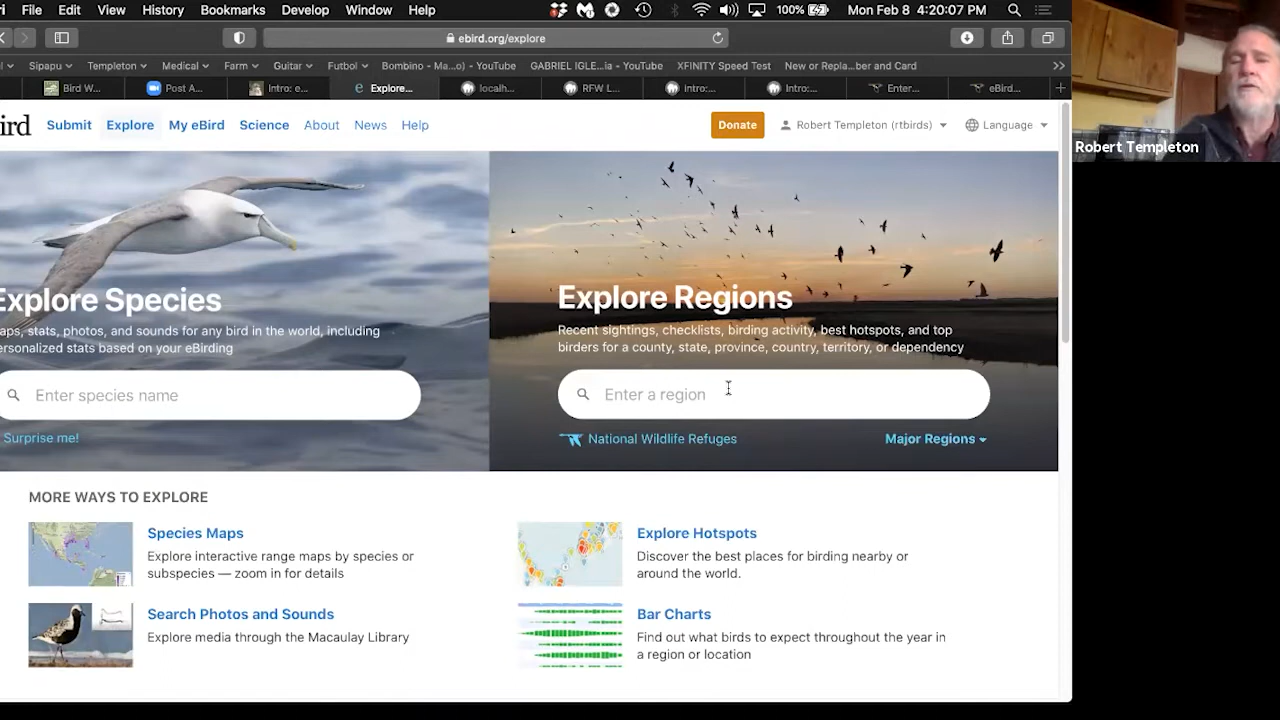 File Edit View History Bookmarks Develop Window Help 100% Mon Feb 8 4:20:07 PM
ebird.org/explore
Sipapu Templeton Medical Farm Guitar Futbol Bombino - Ma...o) - YouTube GABRIEL IGLE...ia - YouTube XFINITY Speed Test New or Repla...ber and Card
Bird W... Post A... Intro: e... Explore... localh... RFW L... intro:... Intro:... Enter... eBird...
ird Submit Explore My eBird Science About News Help Donate Robert Templeton (rtbirds) Language
Robert Templeton
Explore Species
aps, stats, photos, and sounds for any bird in the world, including
ersonalized stats based on your eBirding
Enter species name
Surprise me!
Explore Regions
Recent sightings, checklists, birding activity, best hotspots, and top
birders for a county, state, province, country, territory, or dependency
Enter a region
National Wildlife Refuges Major Regions
MORE WAYS TO EXPLORE
Species Maps
Explore interactive range maps by species or
subspecies — zoom in for details
Explore Hotspots
Discover the best places for birding nearby or
around the world.
Search Photos and Sounds
Explore media through the Macaulay Library
Bar Charts
Find out what birds to expect throughout the year in
a region or location